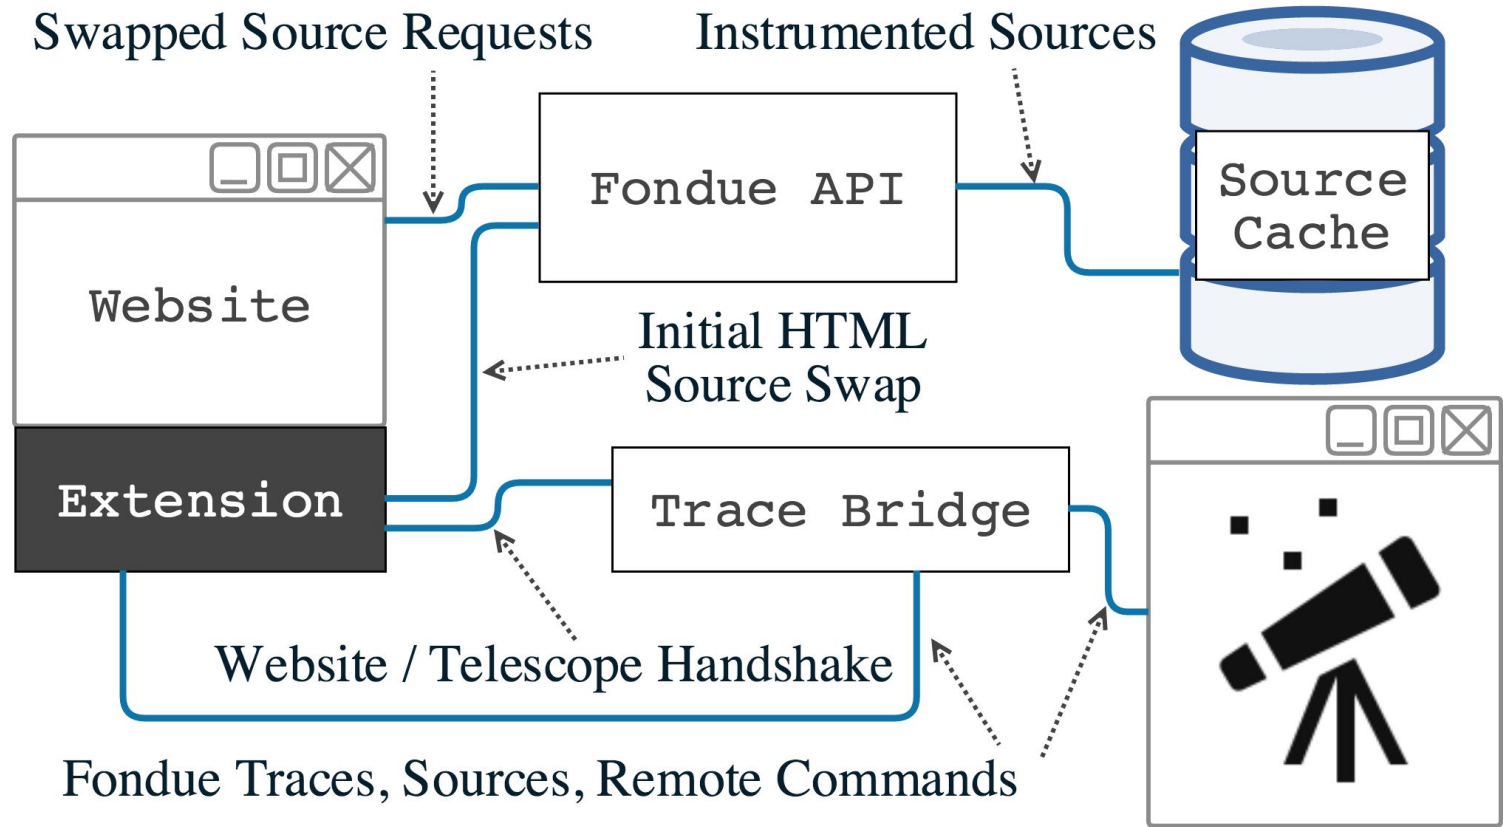 Swapped Source Requests
Instrumented Sources
Fondue API
Source
Cache
Website
Initial HTML
Source Swap
Extension
Trace Bridge
Website / Telescope Handshake
Fondue Traces, Sources, Remote Commands